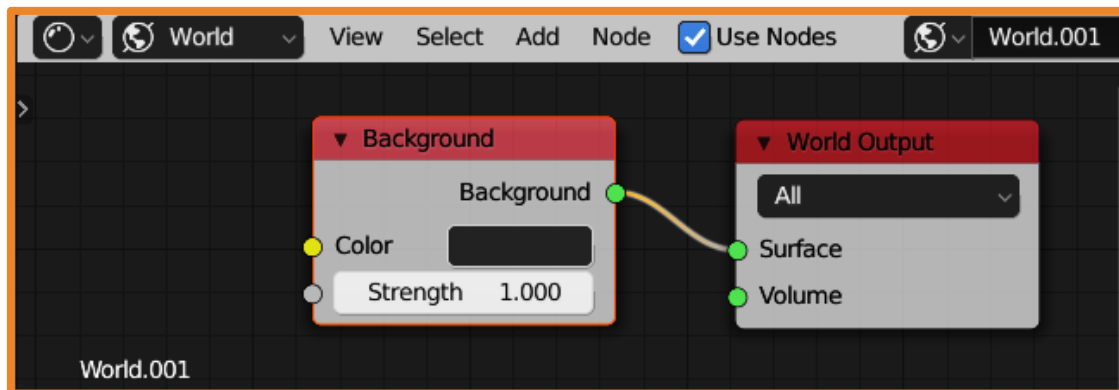 World View Select Add Node Use Nodes World.001
Background
Background
Color
Strength 1.000
World Output
All
Surface
Volume
World.001